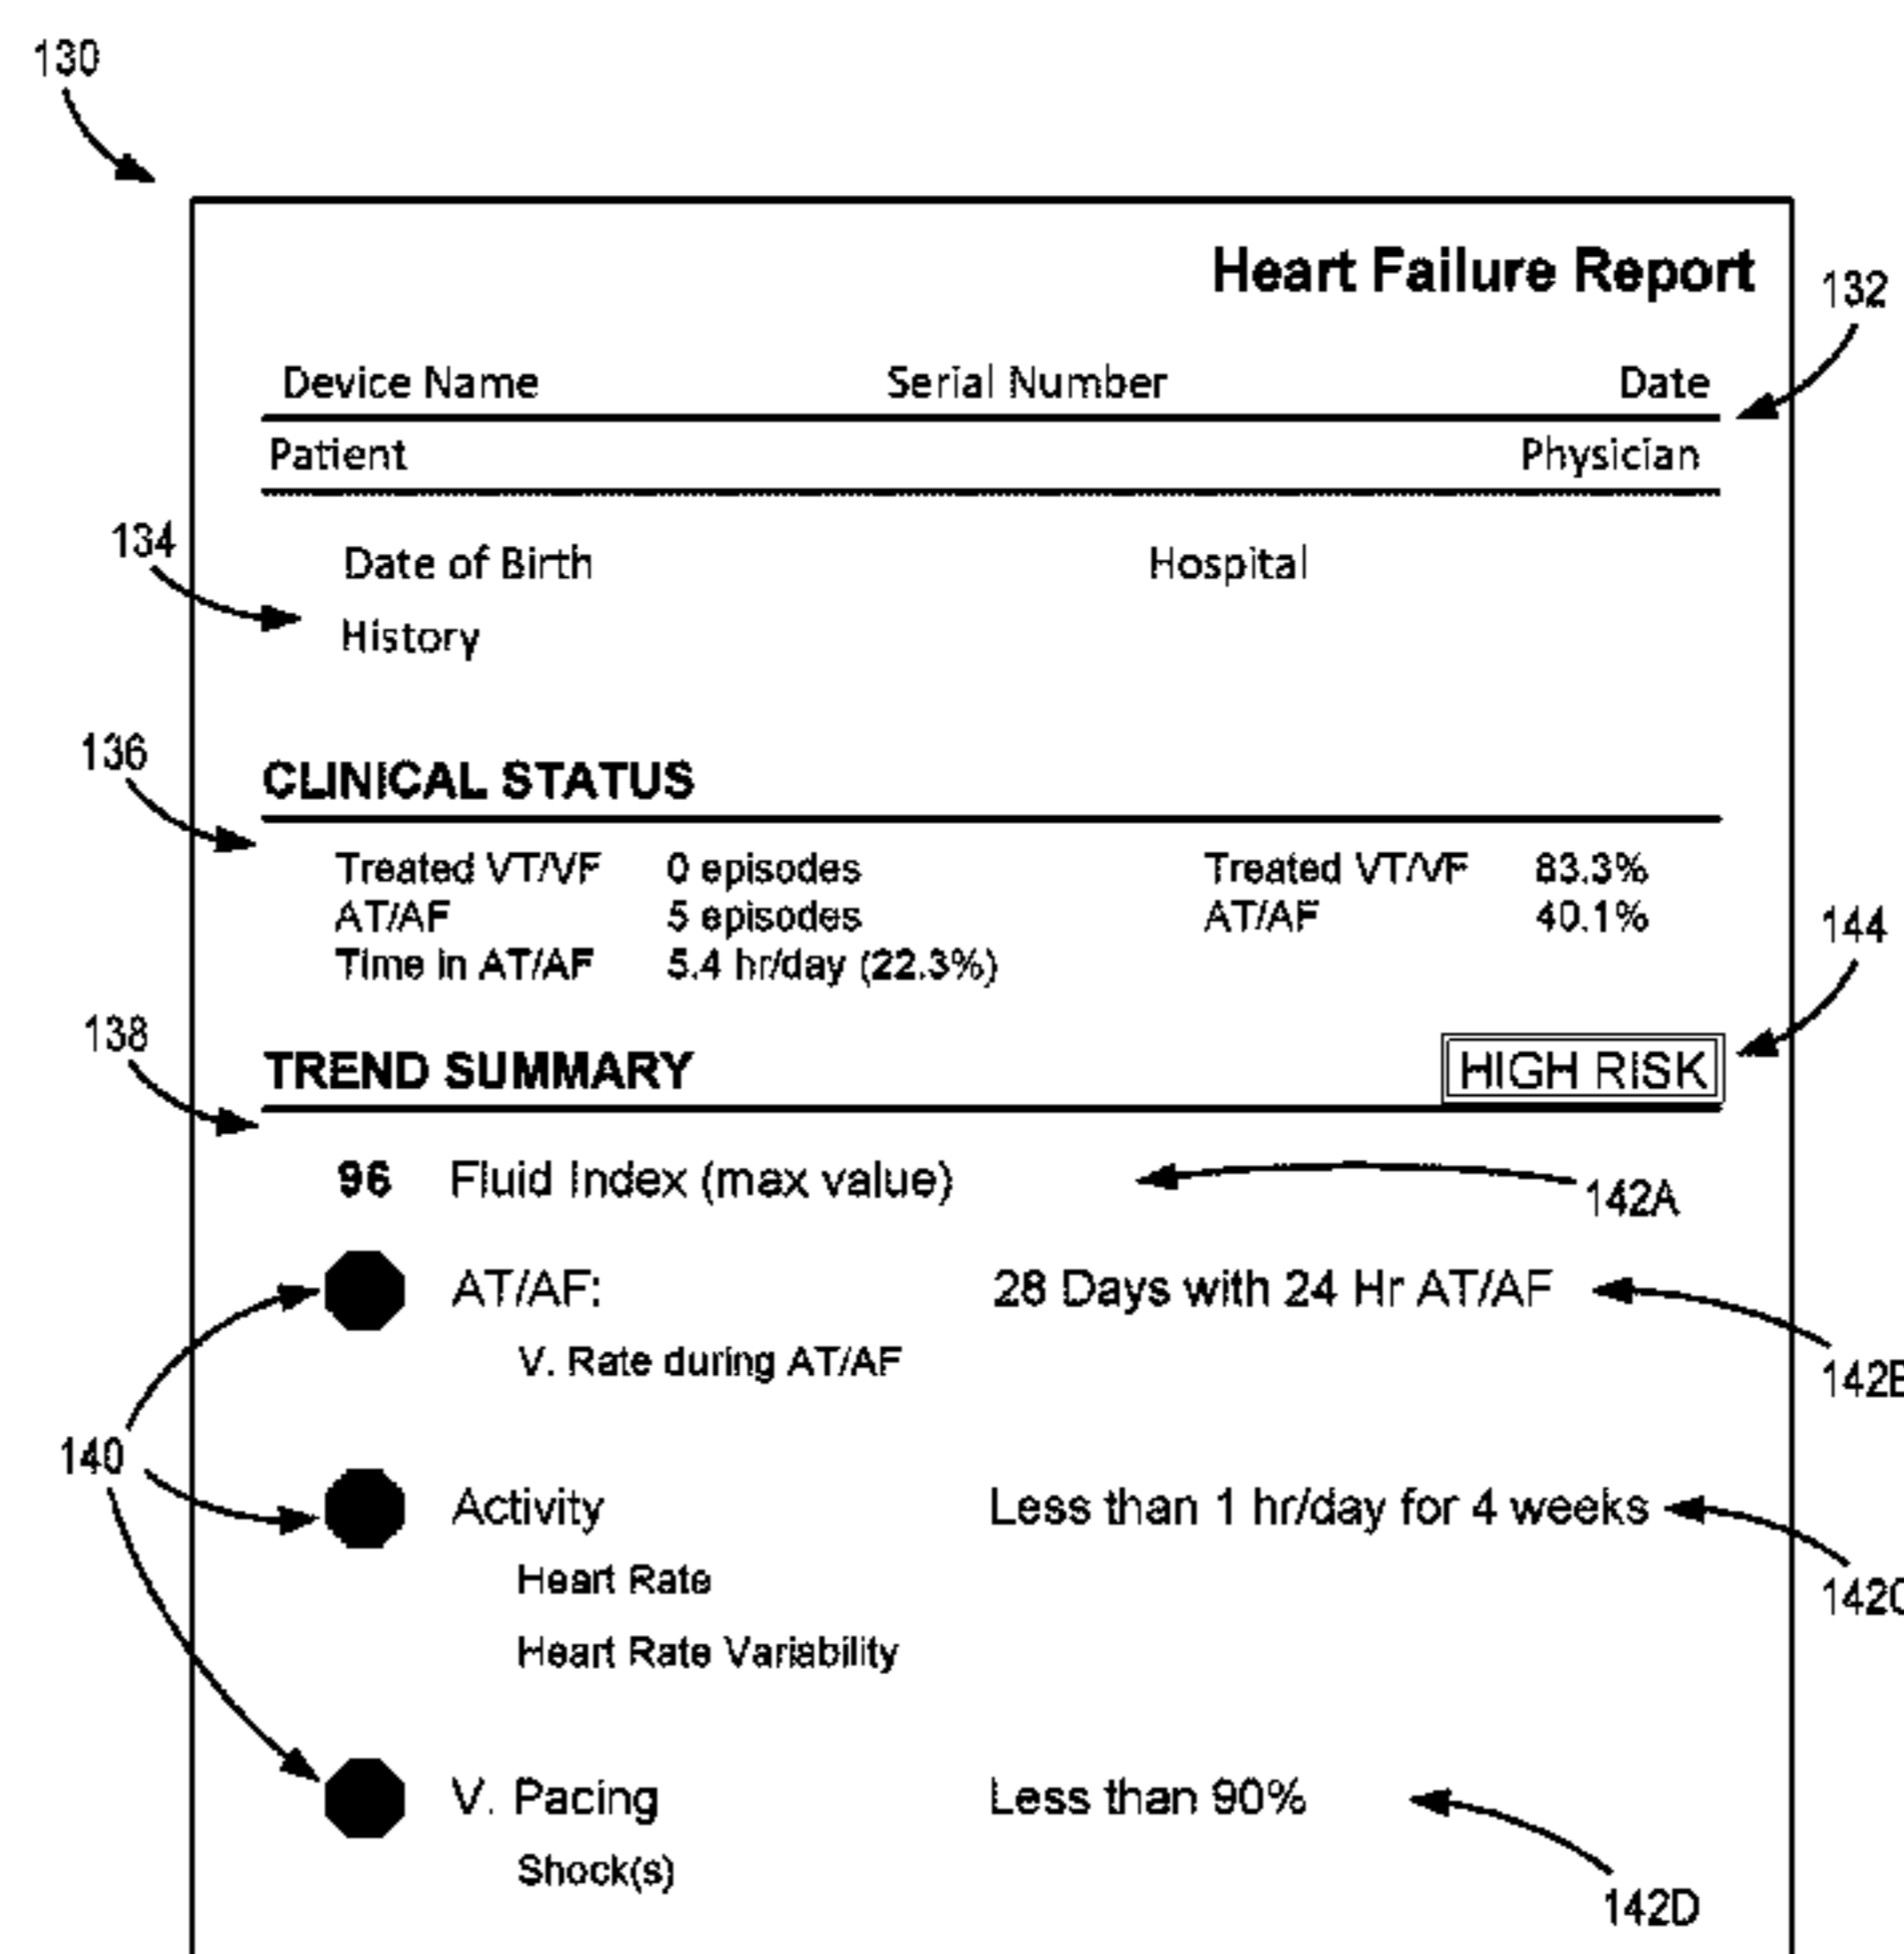 130
Heart Failure Report
132
Device Name Serial Number Date
Patient Physician
134
Date of Birth Hospital
History
136
CLINICAL STATUS
Treated VT/VF 0 episodes Treated VT/VF 83.3%
AT/AF 5 episodes AT/AF 40.1%
144
Time in AT/AF 5.4 hr/day (22.3%)
138
TREND SUMMARY HIGH RISK
96 Fluid Index (max value)
142A
AT/AF: 28 Days with 24 Hr AT/AF
V. Rate during AT/AF
142B
140
Activity Less than 1 hr/day for 4 weeks
Heart Rate
142C
Heart Rate Variability
V. Pacing Less than 90%
Shock(s)
142D